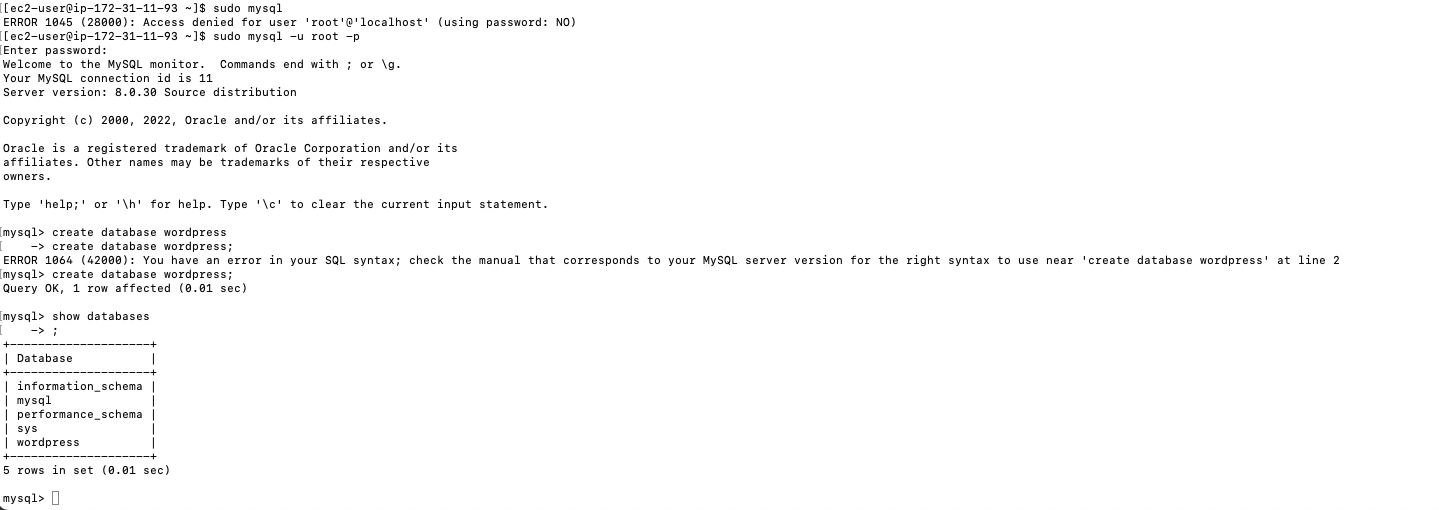 [[ec2-user@ip-172-31-11-93 ~]$ sudo mysql
ERROR 1045 (28000): Access denied for user 'root'@'localhost' (using password: NO)
[[ec2-user@ip-172-31-11-93 ~]$ sudo mysql -u root -p
[Enter password:
Welcome to the MySQL monitor.  Commands end with ; or \g.
Your MySQL connection id is 11
Server version: 8.0.30 Source distribution

Copyright (c) 2000, 2022, Oracle and/or its affiliates.

Oracle is a registered trademark of Oracle Corporation and/or its
affiliates. Other names may be trademarks of their respective
owners.

Type 'help;' or '\h' for help. Type '\c' to clear the current input statement.

[mysql> create database wordpress
[    -> create database wordpress;
ERROR 1064 (42000): You have an error in your SQL syntax; check the manual that corresponds to your MySQL server version for the right syntax to use near 'create database wordpress' at line 2
[mysql> create database wordpress;
Query OK, 1 row affected (0.01 sec)

[mysql> show databases
[    -> ;
+--------------------+
| Database           |
+--------------------+
| information_schema |
| mysql              |
| performance_schema |
| sys                |
| wordpress          |
+--------------------+
5 rows in set (0.01 sec)

mysql>